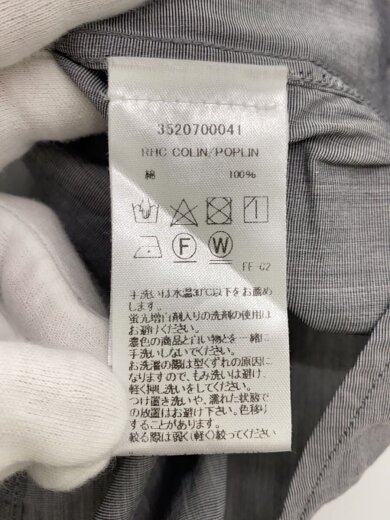 3520700041
RHC COLIN/POPLIN
綿 100%
F W
FF-02
手洗いは水温30℃以下をお薦め
します。
蛍光増白剤入りの洗剤の使用は
お避けください。
濃色の商品と白い物とを一緒に
手洗いしないでください。
お洗濯の際は型くずれの原因に
なりますので、もみ洗いは避け
軽く押し洗いをしてください。
つけ置き洗いや、濡れた状態で
の放置はお避け下さい。色移り
することがあります。
絞る際は弱く(軽く)絞ってください